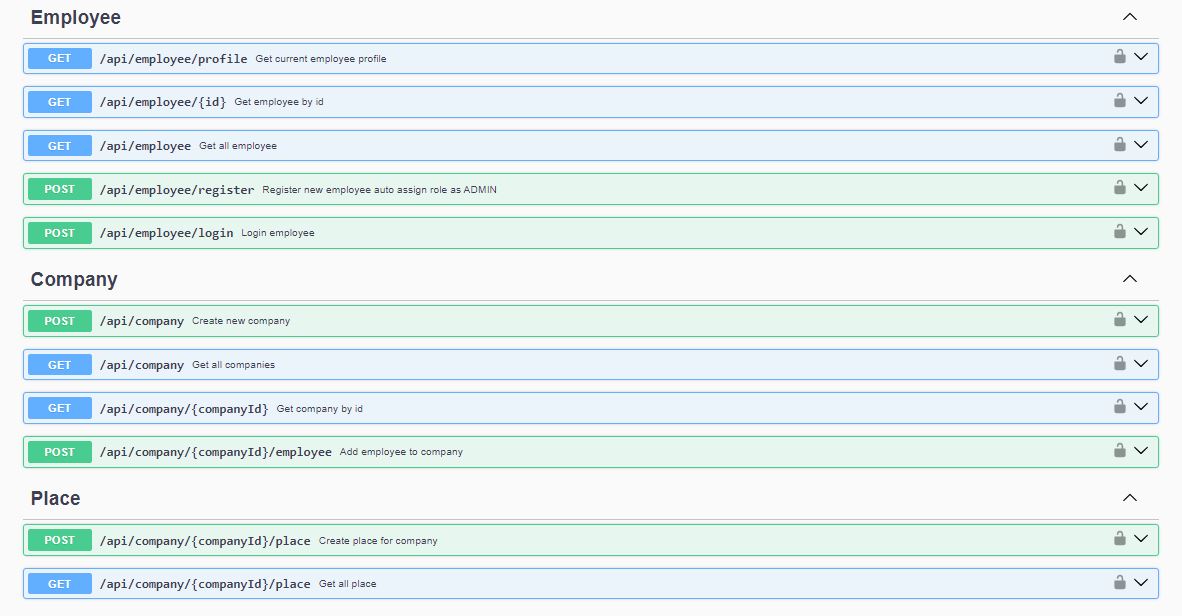 Employee
GET /api/employee/profile Get current employee profile
GET /api/employee/{id} Get employee by id
GET /api/employee Get all employee
POST /api/employee/register Register new employee auto assign role as ADMIN
POST /api/employee/login Login employee
Company
POST /api/company Create new company
GET /api/company Get all companies
GET /api/company/{companyId} Get company by id
POST /api/company/{companyId}/employee Add employee to company
Place
POST /api/company/{companyId}/place Create place for company
GET /api/company/{companyId}/place Get all place